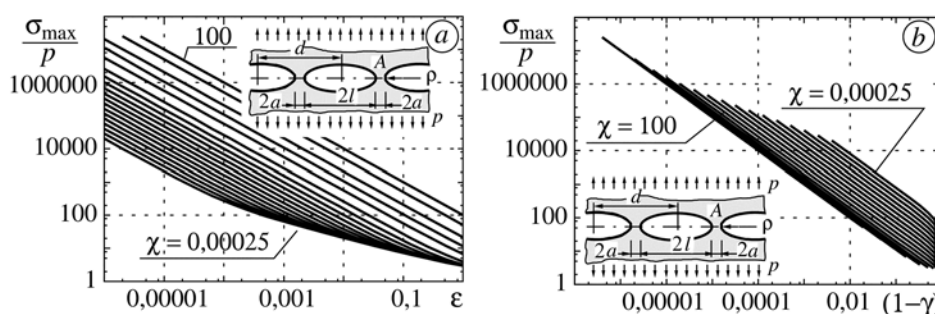 σmax
p
1000000
10000
100
1
100
a
d
A
ρ
2a
2l
2a
p
χ = 0,00025
0,00001
0,001
0,1
ε
σmax
p
1000000
10000
100
1
b
χ = 0,00025
χ = 100
p
d
A
ρ
2a
2l
2a
p
0,00001
0,0001
0,01
(1−γ)